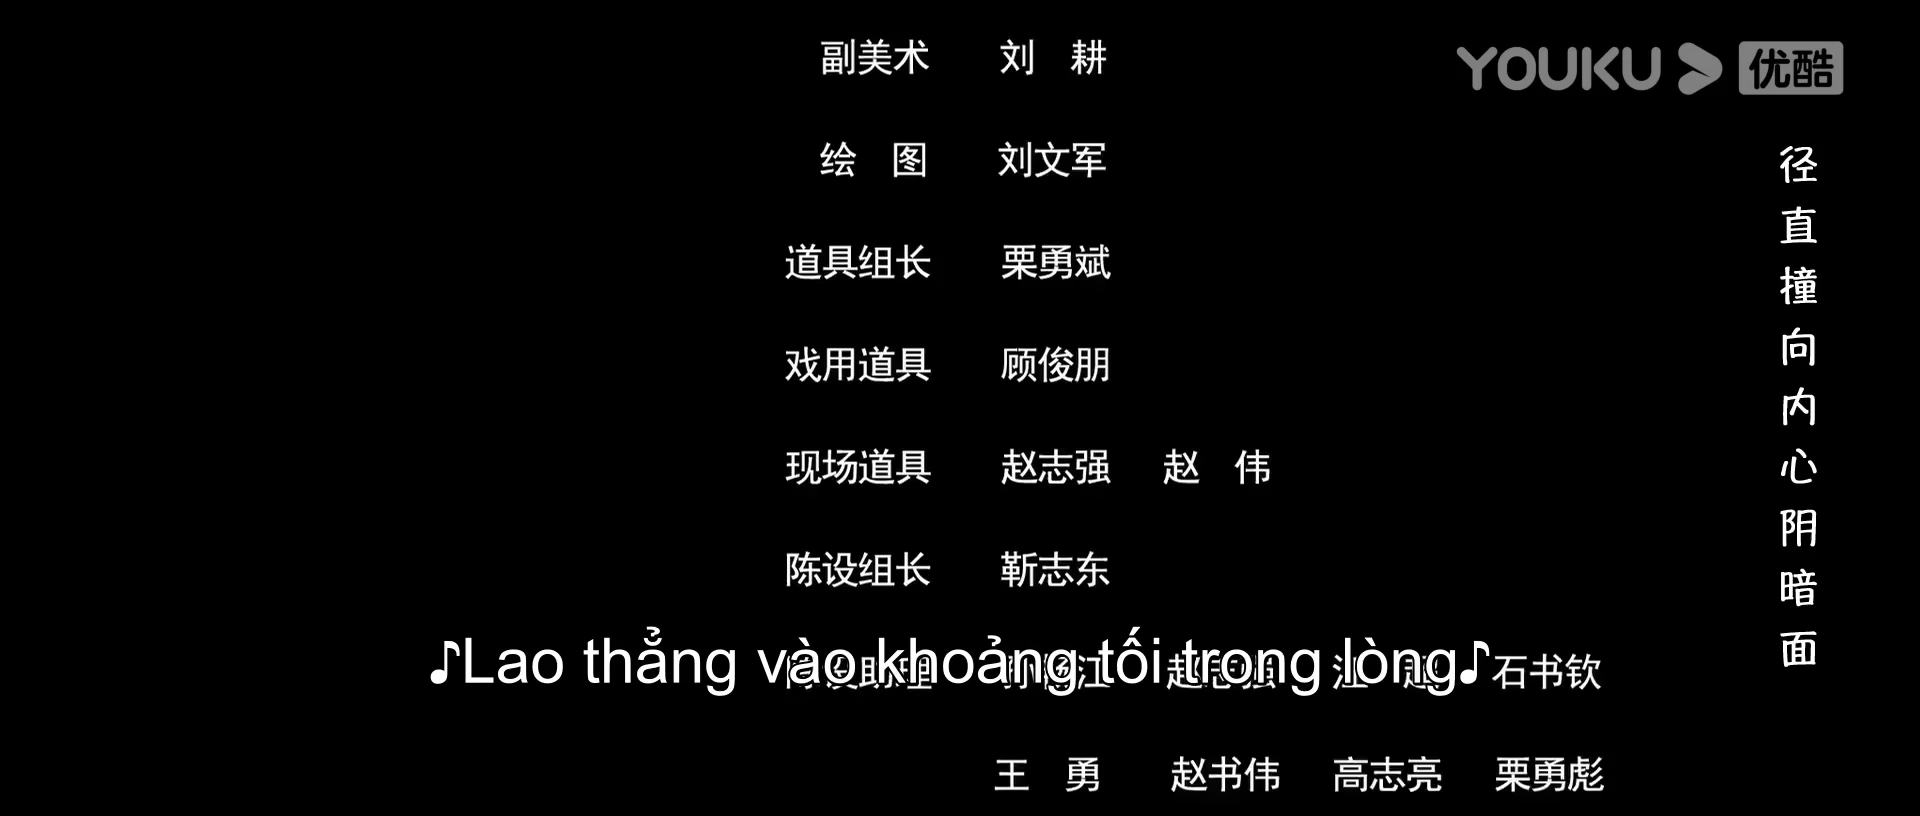 副美术 刘 耕
YOUKU 优酷
绘 图 刘文军
道具组长 栗勇斌
戏用道具 顾俊朋
现场道具 赵志强 赵 伟
陈设组长 靳志东
♪Lao thẳng vào khoảng tối trong lòng♪
石书钦
王 勇 赵书伟 高志亮 栗勇彪
径直撞向内心阴暗面